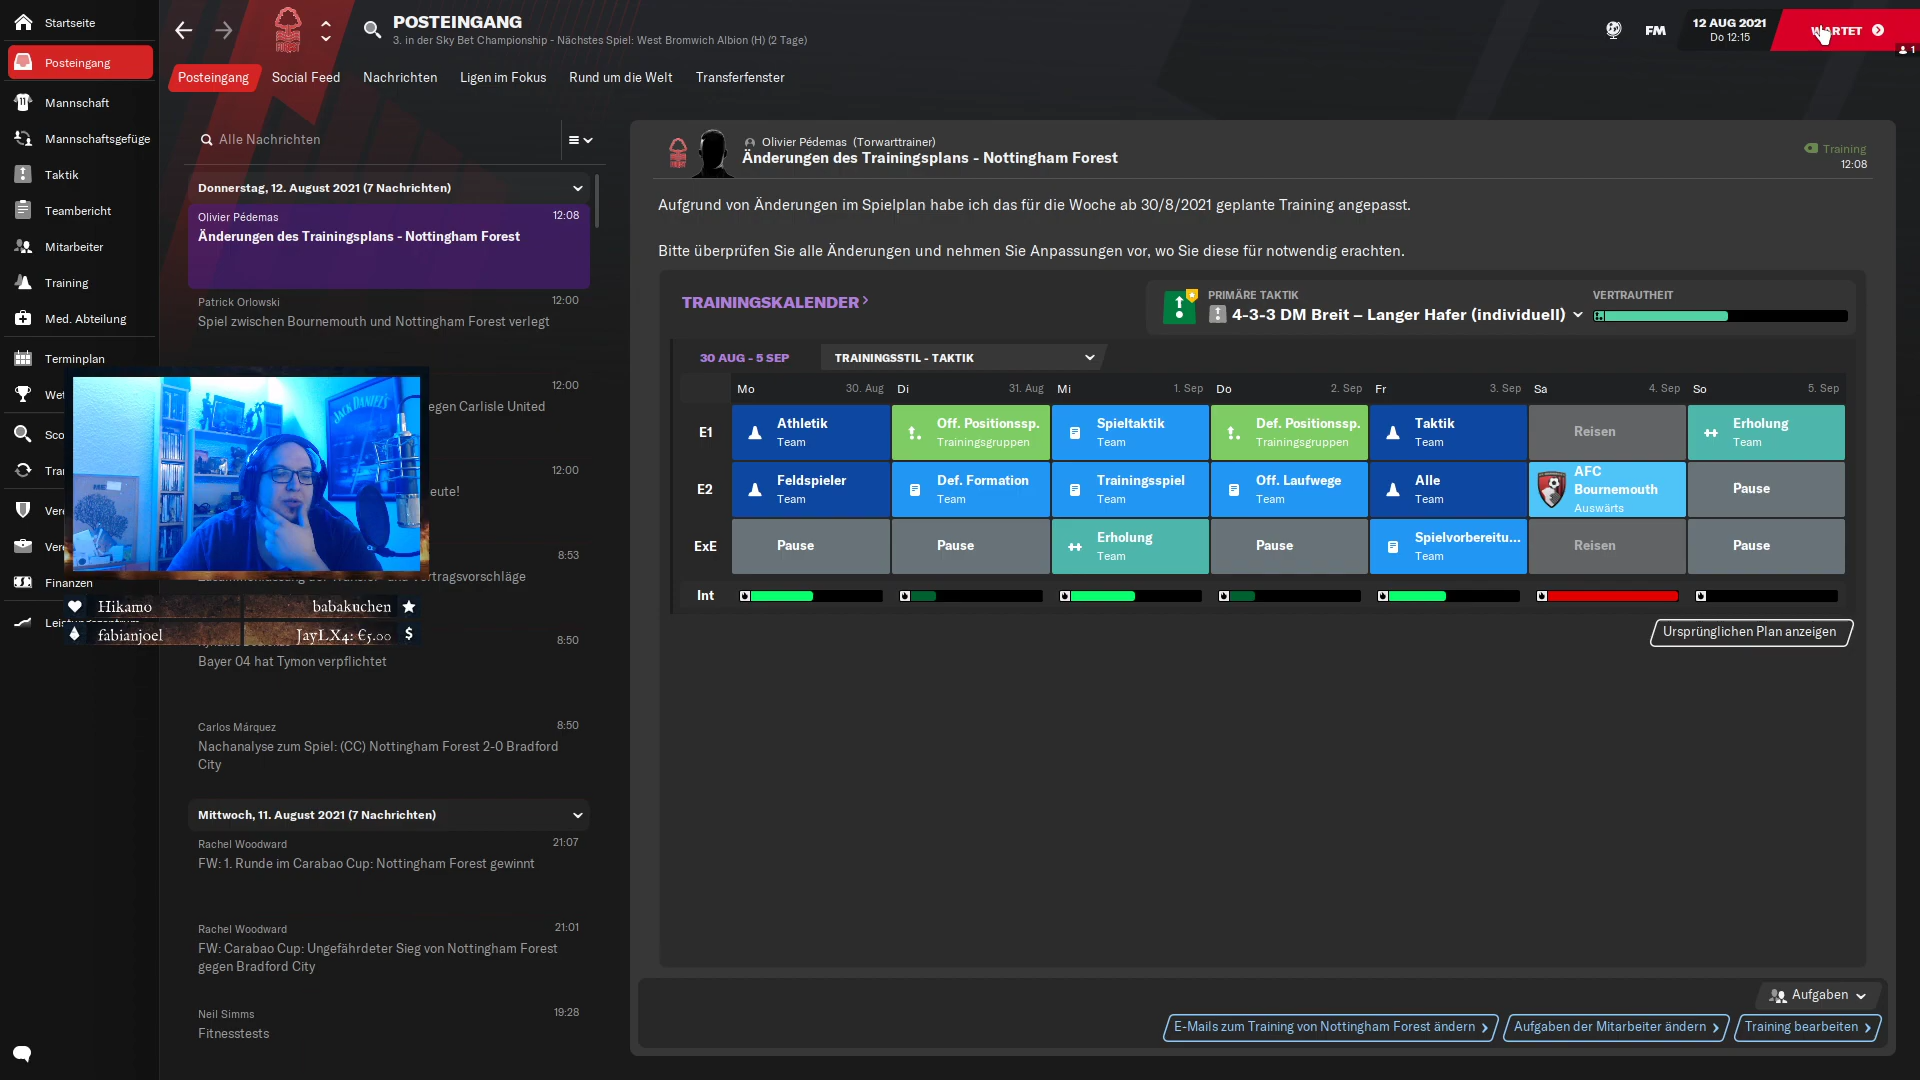 Startseite
Posteingang
Mannschaft
Mannschaftsgefüge
Taktik
Teambericht
Mitarbeiter
Training
Med. Abteilung
Terminplan
Finanzen
POSTEINGANG
3. in der Sky Bet Championship - Nächstes Spiel: West Bromwich Albion (H) (2 Tage)
FM
12 AUG 2021
Do 12:15
1
Posteingang
Social Feed
Nachrichten
Ligen im Fokus
Rund um die Welt
Transferfenster
Alle Nachrichten
Donnerstag, 12. August 2021 (7 Nachrichten)
Olivier Pédemas 12:08
Änderungen des Trainingsplans - Nottingham Forest
Patrick Orlowski 12:00
Spiel zwischen Bournemouth und Nottingham Forest verlegt
12:00
egen Carlisle United
12:00
eute!
8:53
JACK DANIEL'S
Hikamo
babakuchen
fabianjoel
JayLX4: €5.00
8:50
Bayer 04 hat Tymon verpflichtet
Carlos Márquez 8:50
Nachanalyse zum Spiel: (CC) Nottingham Forest 2-0 Bradford
City
Mittwoch, 11. August 2021 (7 Nachrichten)
Rachel Woodward 21:07
FW: 1. Runde im Carabao Cup: Nottingham Forest gewinnt
Rachel Woodward 21:01
FW: Carabao Cup: Ungefährdeter Sieg von Nottingham Forest
gegen Bradford City
Neil Simms 19:28
Fitnesstests
Olivier Pédemas (Torwarttrainer)
Änderungen des Trainingsplans - Nottingham Forest
Training
12:08
Aufgrund von Änderungen im Spielplan habe ich das für die Woche ab 30/8/2021 geplante Training angepasst.
Bitte überprüfen Sie alle Änderungen und nehmen Sie Anpassungen vor, wo Sie diese für notwendig erachten.
TRAININGSKALENDER
PRIMÄRE TAKTIK
4-3-3 DM Breit – Langer Hafer (individuell)
VERTRAUTHEIT
30 AUG - 5 SEP
TRAININGSSTIL - TAKTIK
Mo 30. Aug Di 31. Aug Mi 1. Sep Do 2. Sep Fr 3. Sep Sa 4. Sep So 5. Sep
E1
Athletik
Team
Off. Positionssp.
Trainingsgruppen
Spieltaktik
Team
Def. Positionssp.
Trainingsgruppen
Taktik
Team
Reisen
Erholung
Team
E2
Feldspieler
Team
Def. Formation
Team
Trainingsspiel
Team
Off. Laufwege
Team
Alle
Team
AFC
Bournemouth
Auswärts
Pause
ExE
Pause
Pause
Erholung
Team
Pause
Spielvorbereitu...
Team
Reisen
Pause
Int
Ursprünglichen Plan anzeigen
Aufgaben
E-Mails zum Training von Nottingham Forest ändern
Aufgaben der Mitarbeiter ändern
Training bearbeiten